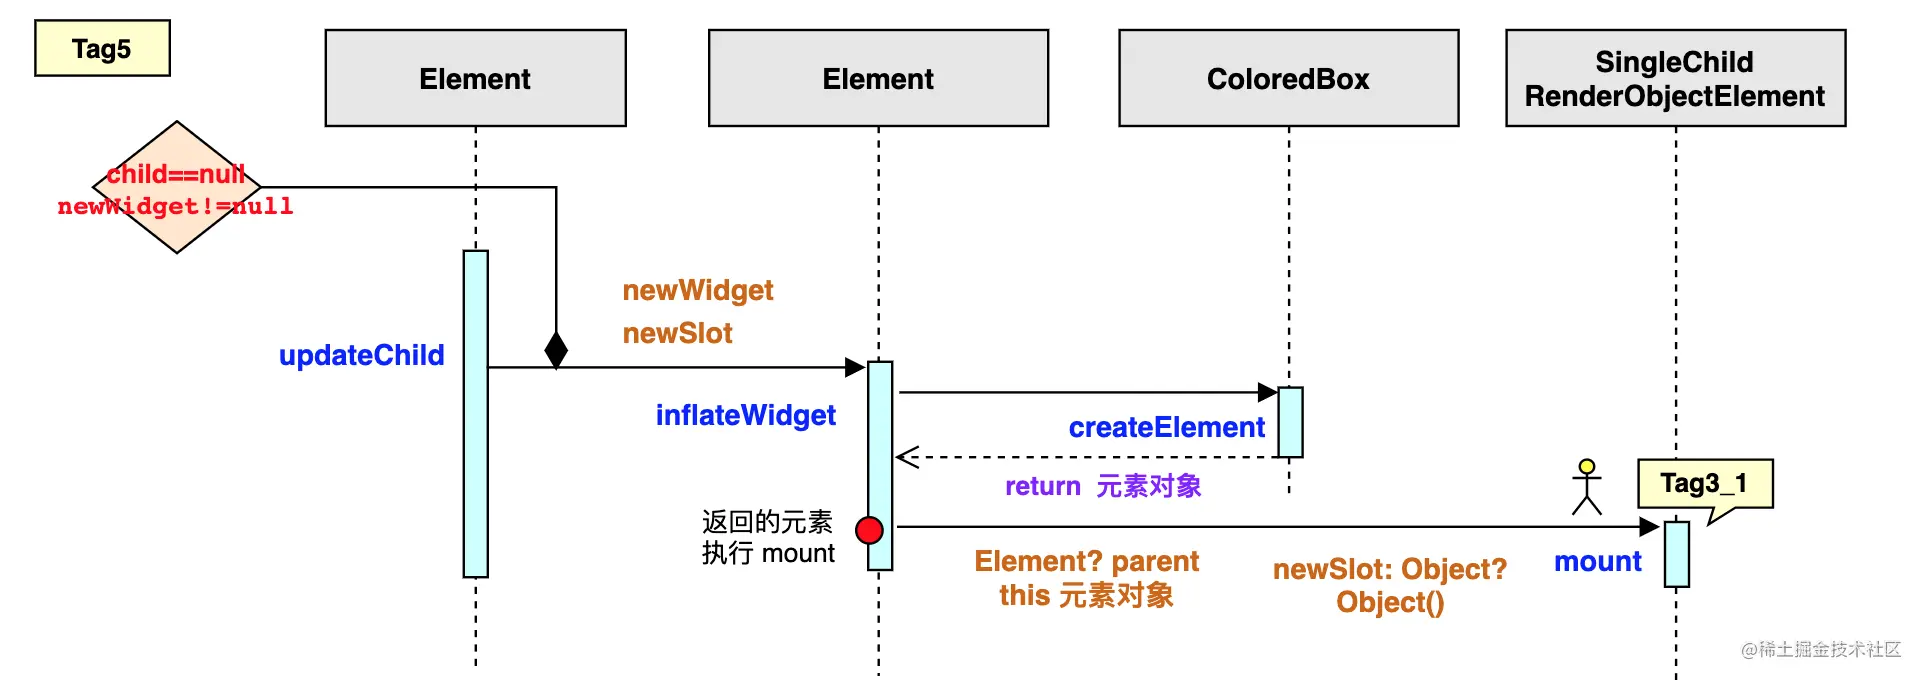 Tag5
Element
Element
ColoredBox
SingleChild
RenderObjectElement
child==null
newWidget!=null
newWidget
newSlot
updateChild
inflateWidget
createElement
return 元素对象
Tag3_1
返回的元素
执行 mount
Element? parent
this 元素对象
newSlot: Object?
Object()
mount
@稀土掘金技术社区